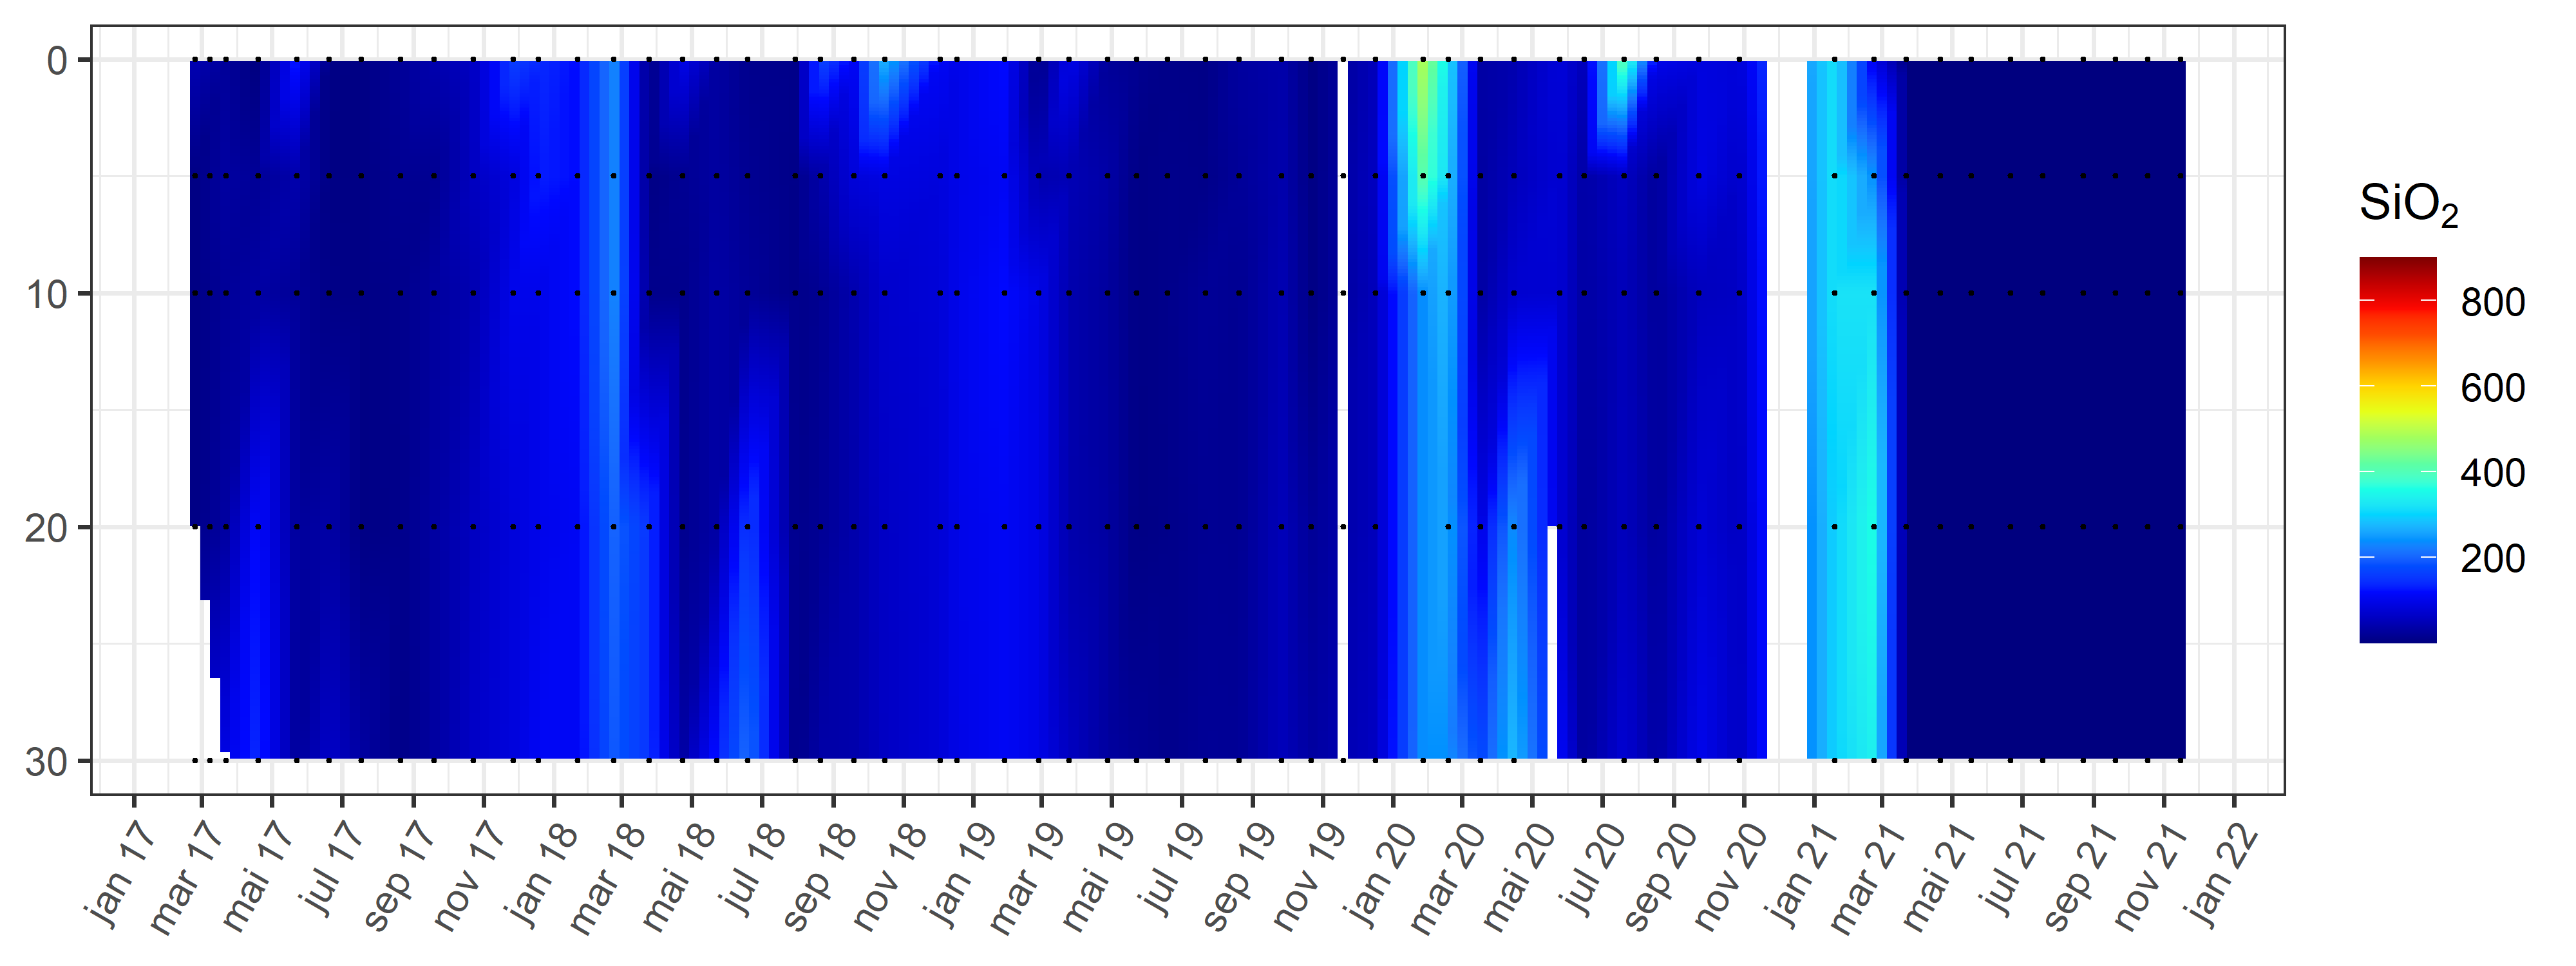 0
10
20
30
jan 17
mar 17
mai 17
jul 17
sep 17
nov 17
jan 18
mar 18
mai 18
jul 18
sep 18
nov 18
jan 19
mar 19
mai 19
jul 19
sep 19
nov 19
jan 20
mar 20
mai 20
jul 20
sep 20
nov 20
jan 21
mar 21
mai 21
jul 21
sep 21
nov 21
jan 22
SiO₂
800
600
400
200